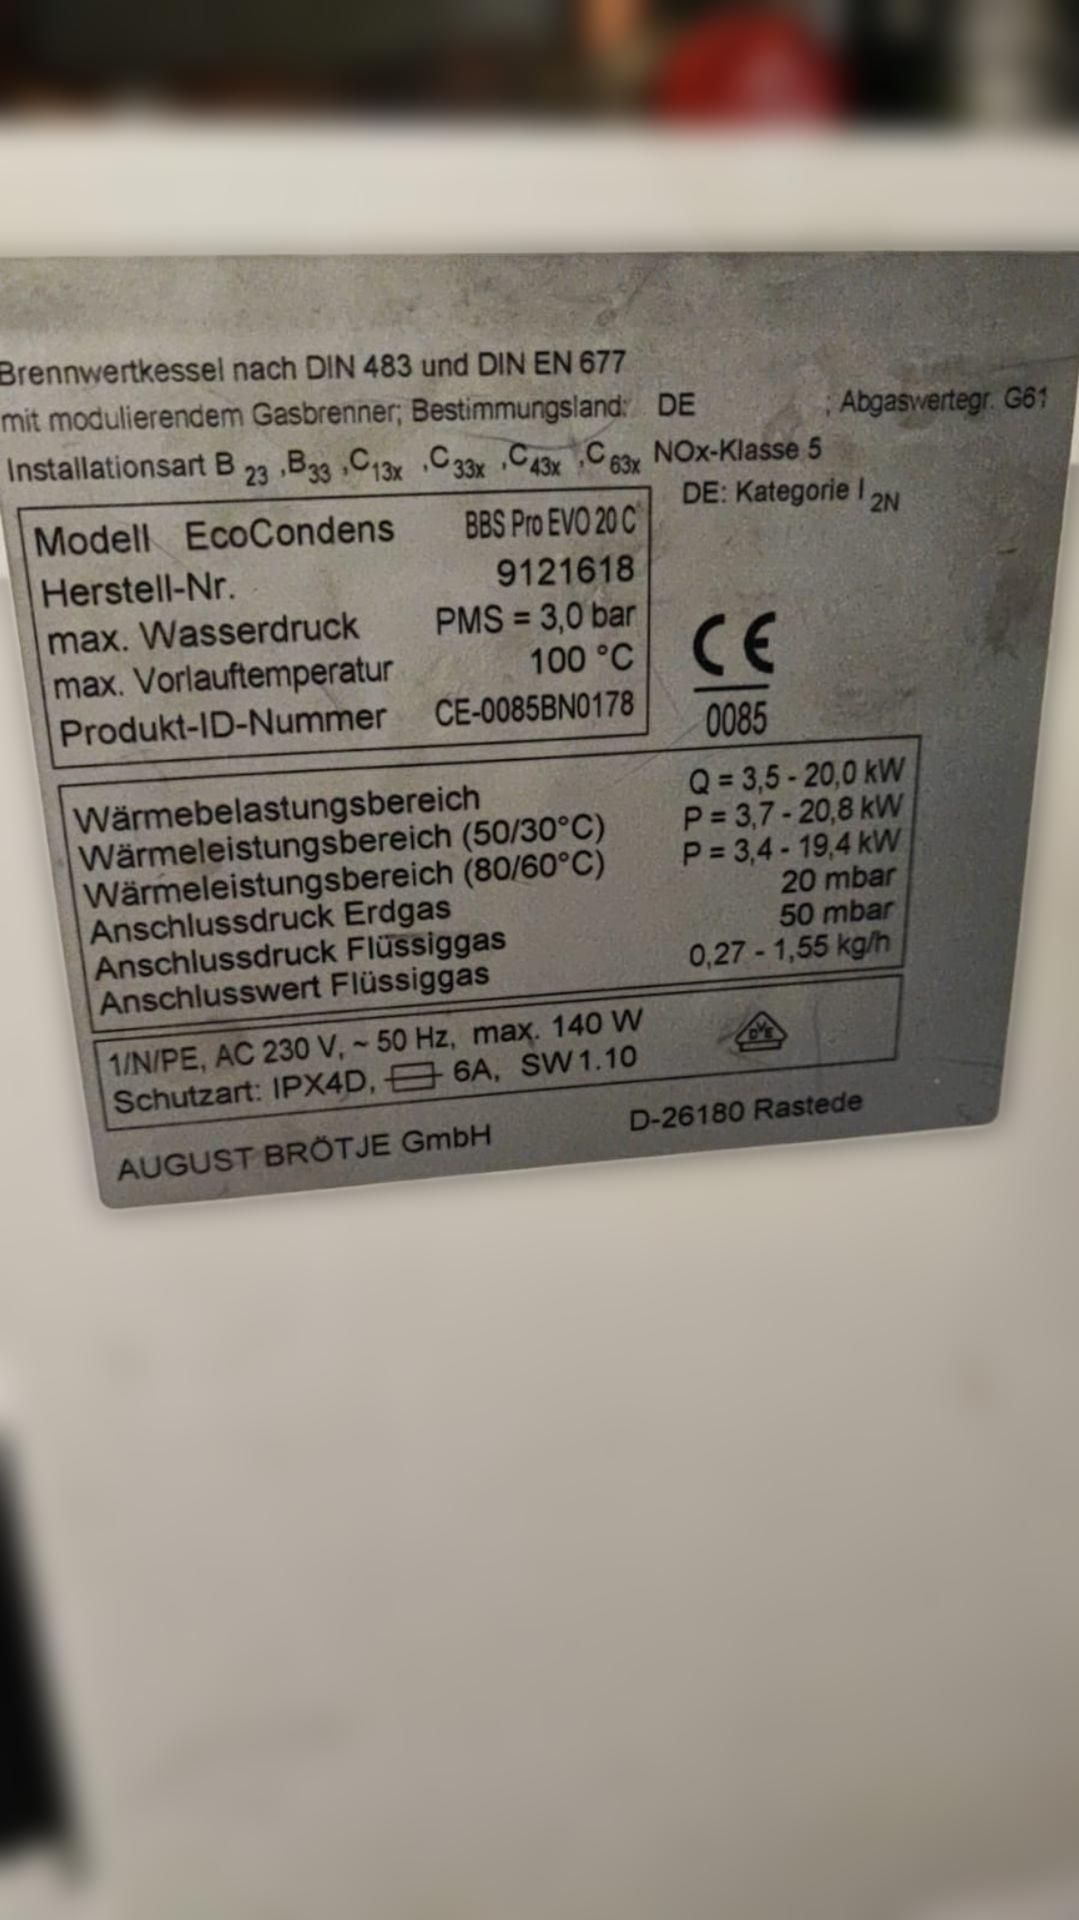 Brennwertkessel nach DIN 483 und DIN EN 677
mit modulierendem Gasbrenner; Bestimmungsland: DE ; Abgaswertegr. G61
Installationsart B 23 ,B33 ,C13x ,C33x ,C43x ,C63x NOx-Klasse 5
DE: Kategorie I 2N
Modell EcoCondens BBS Pro EVO 20 C
Herstell-Nr. 9121618
max. Wasserdruck PMS = 3,0 bar
max. Vorlauftemperatur 100 °C
Produkt-ID-Nummer CE-0085BN0178
CE
0085
Wärmebelastungsbereich Q = 3,5 - 20,0 kW
Wärmeleistungsbereich (50/30°C) P = 3,7 - 20,8 kW
Wärmeleistungsbereich (80/60°C) P = 3,4 - 19,4 kW
Anschlussdruck Erdgas 20 mbar
Anschlussdruck Flüssiggas 50 mbar
Anschlusswert Flüssiggas 0,27 - 1,55 kg/h
1/N/PE, AC 230 V, ~ 50 Hz, max. 140 W
Schutzart: IPX4D, 6A, SW 1.10
DVE
AUGUST BRÖTJE GmbH D-26180 Rastede